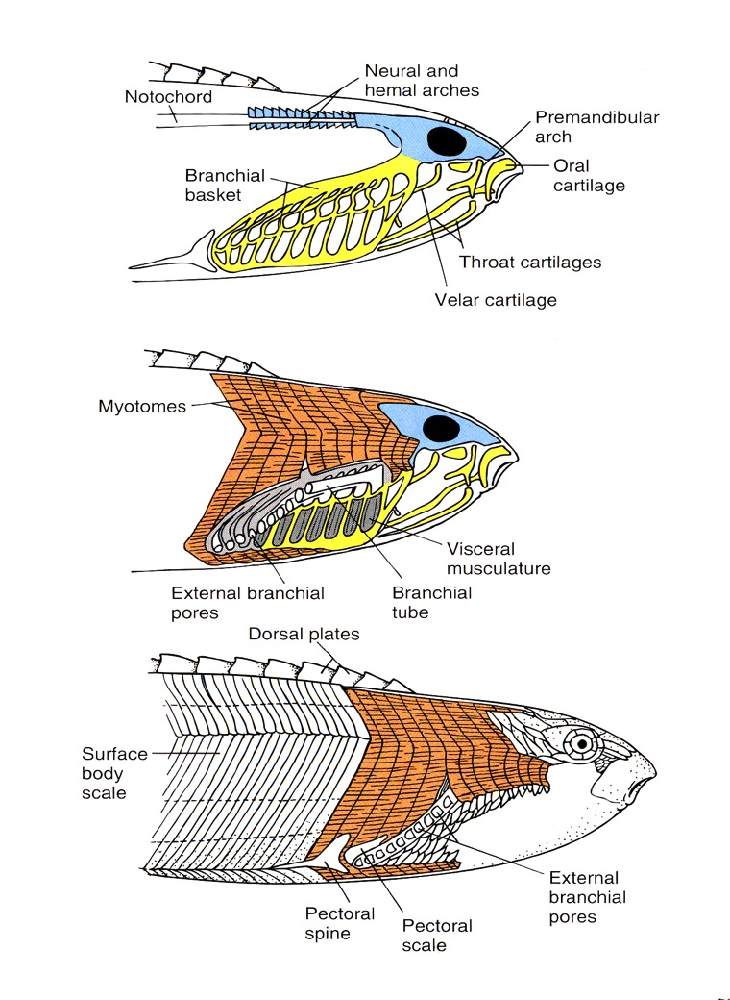 Neural and
hemal arches
Notochord
Premandibular
arch
Oral
cartilage
Branchial
basket
Throat cartilages
Velar cartilage
Myotomes
Visceral
musculature
External branchial
pores
Branchial
tube
Dorsal plates
Surface
body
scale
External
branchial
pores
Pectoral
spine
Pectoral
scale